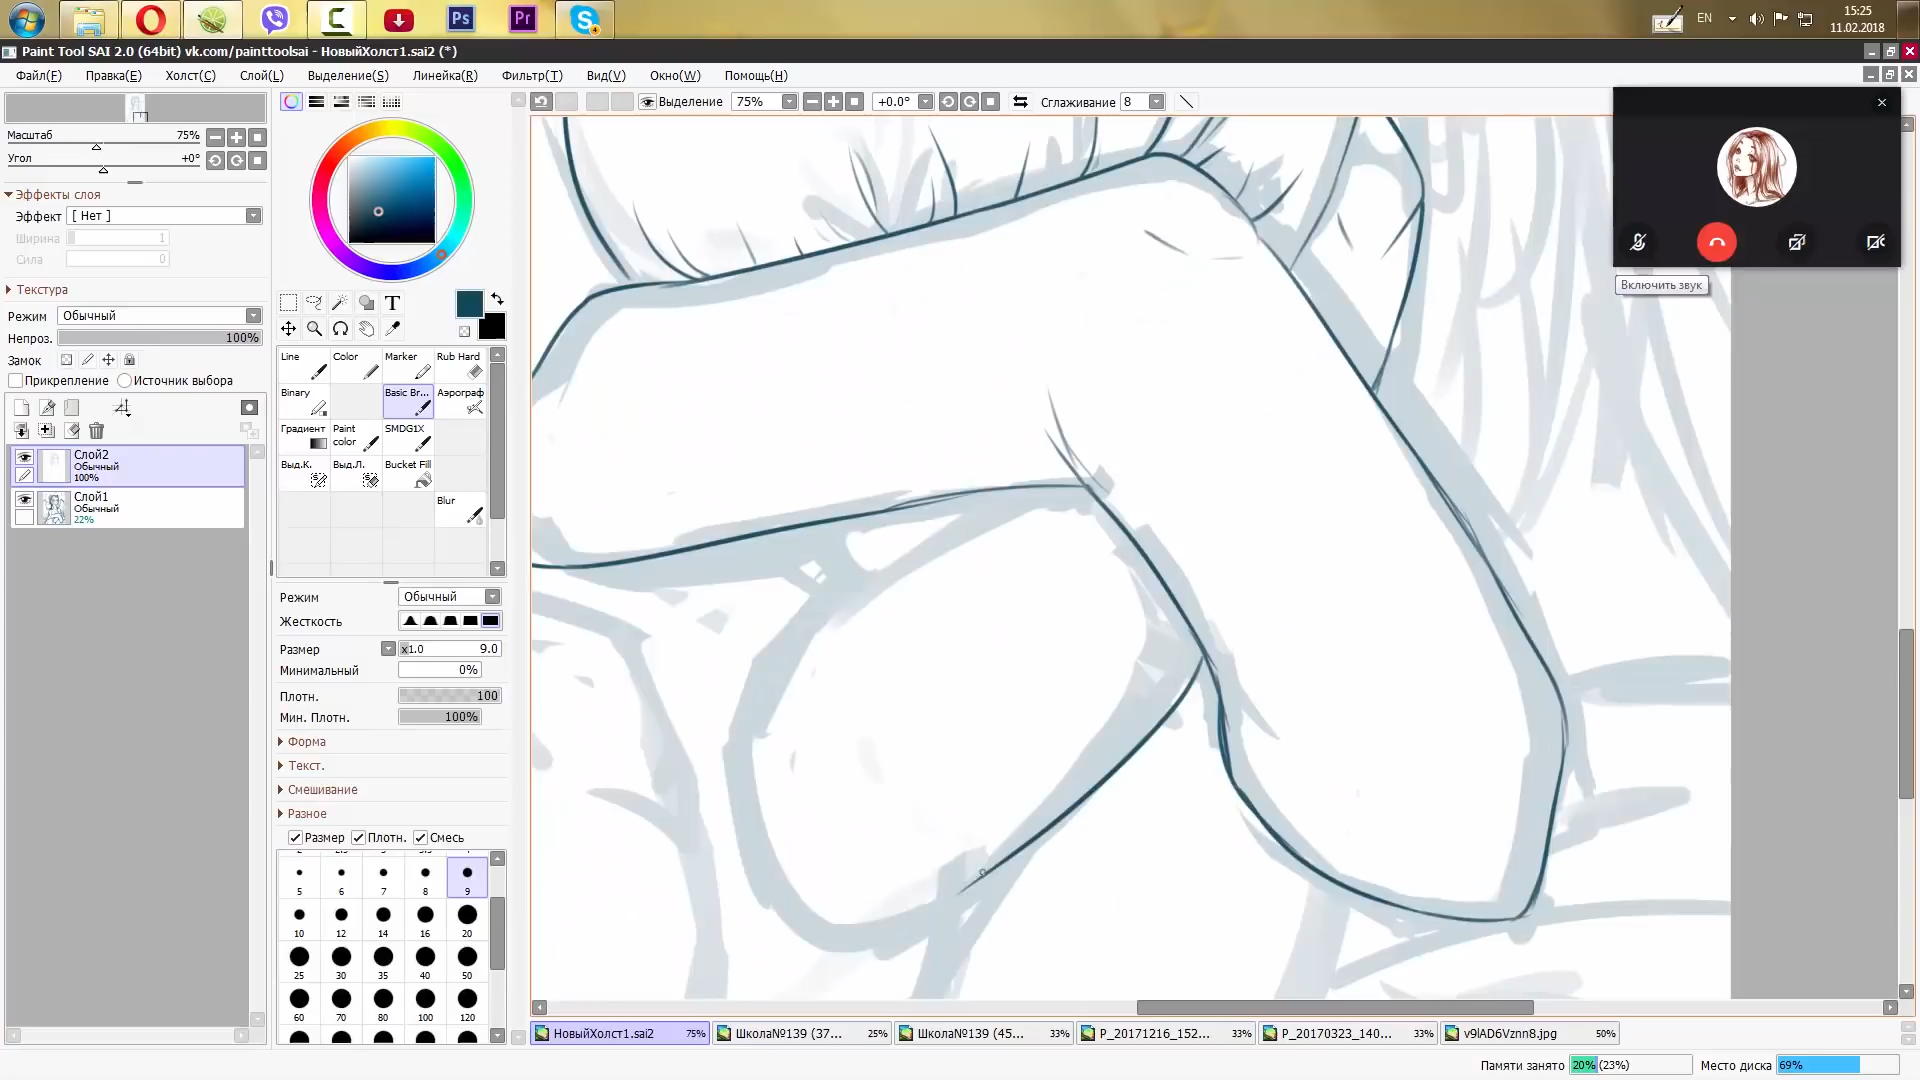 Ps
Pr
EN
15:25
11.02.2018
Paint Tool SAI 2.0 (64bit) vk.com/painttoolsai - НовыйХолст1.sai2 (*)
Файл(F) Правка(E) Холст(C) Слой(L) Выделение(S) Линейка(R) Фильтр(T) Вид(V) Окно(W) Помощь(H)
Выделение 75% +0.0° Сглаживание 8
Масштаб 75%
Угол +0°
Эффекты слоя
Эффект [ Нет ]
Ширина 1
Сила 0
Текстура
Режим Обычный
Непроз. 100%
Замок
Прикрепление Источник выбора
Слой2
Обычный
100%
Слой1
Обычный
22%
T
Line Color Marker Rub Hard
Binary Basic Br... Аэрограф
Градиент Paint color SMDG1X
Выд.К. Выд.Л. Bucket Fill
Blur
Режим Обычный
Жесткость
Размер x1.0 9.0
Минимальный 0%
Плотн. 100
Мин. Плотн. 100%
Форма
Текст.
Смешивание
Разное
Размер Плотн. Смесь
5 6 7 8 9
10 12 14 16 20
25 30 35 40 50
60 70 80 100 120
Включить звук
НовыйХолст1.sai2 75% Школа№139 (37... 25% Школа№139 (45... 33% P_20171216_152... 33% P_20170323_140... 33% v9lAD6Vznn8.jpg 50%
Памяти занято 20% (23%) Место диска 69%